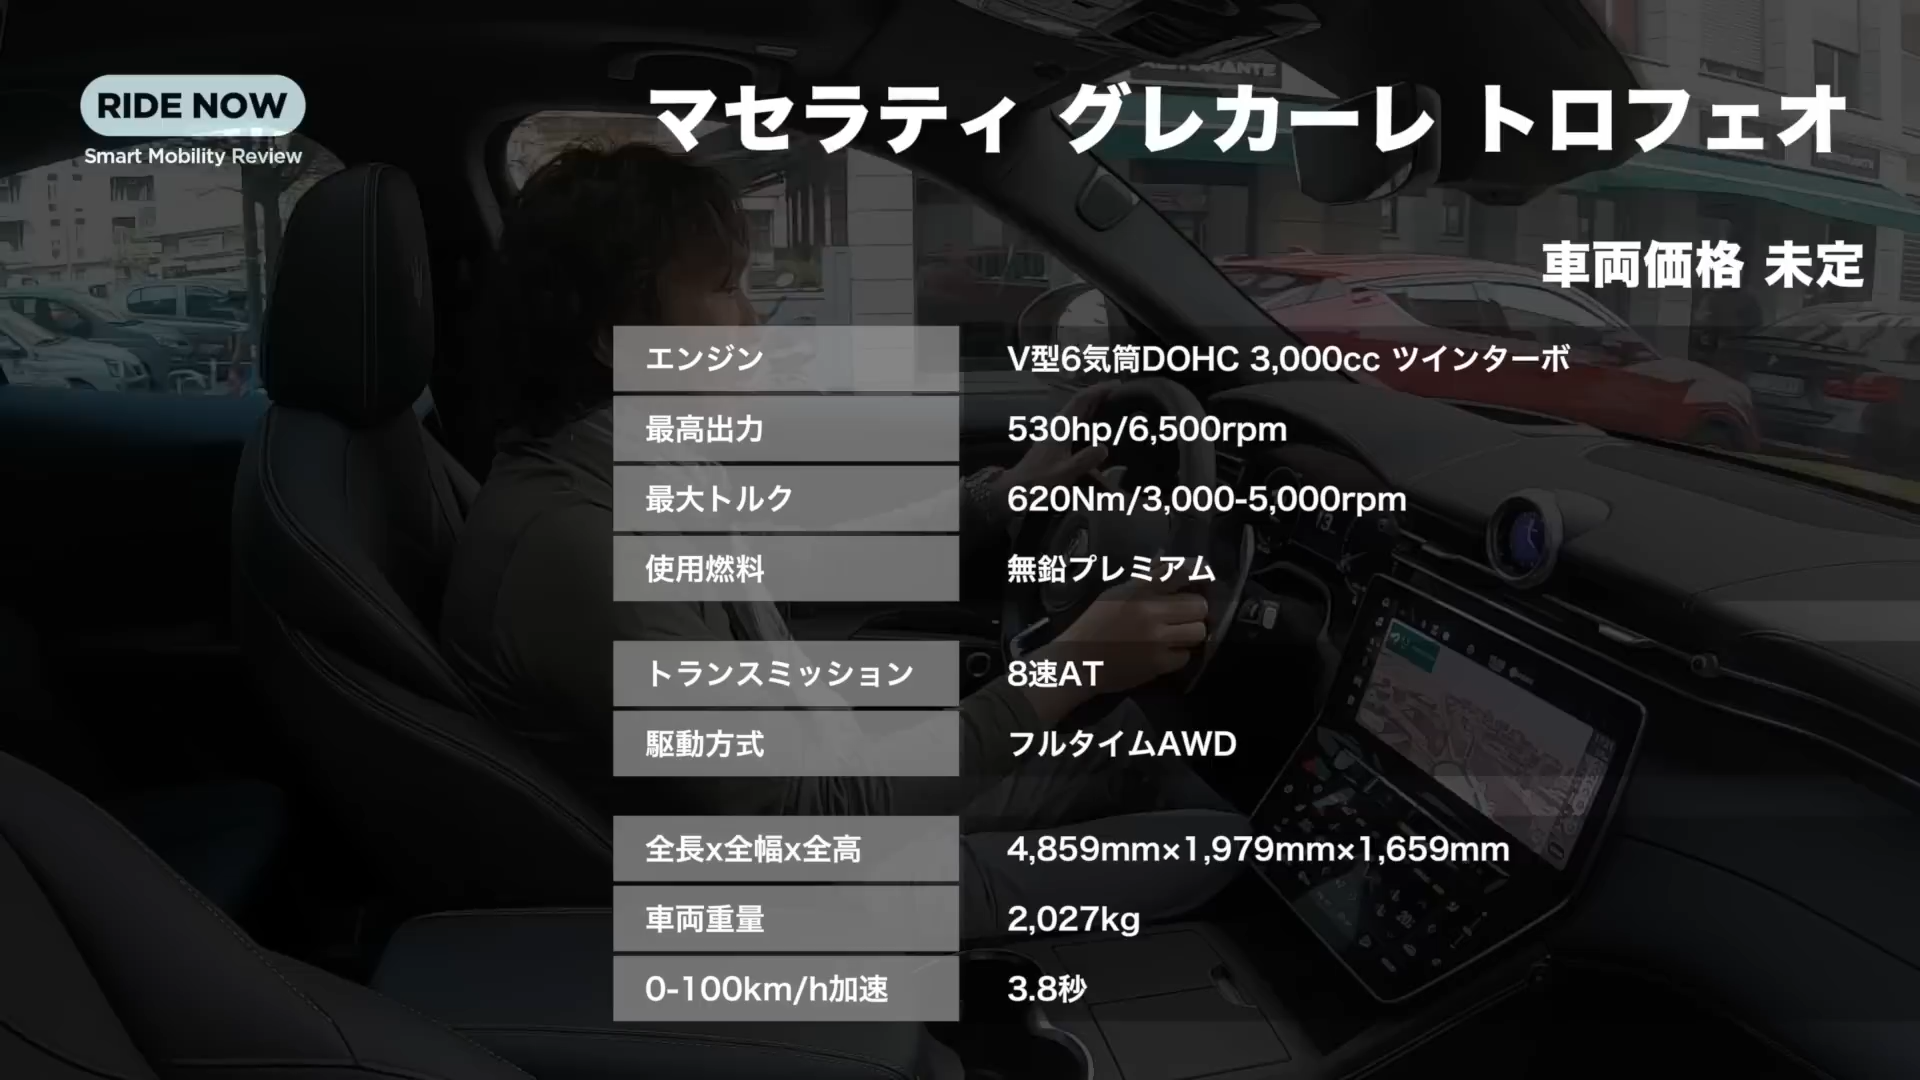 RIDE NOW
Smart Mobility Review
マセラティ グレカーレ トロフェオ
車両価格 未定
エンジン V型6気筒DOHC 3,000cc ツインターボ
最高出力 530hp/6,500rpm
最大トルク 620Nm/3,000-5,000rpm
使用燃料 無鉛プレミアム
トランスミッション 8速AT
駆動方式 フルタイムAWD
全長x全幅x全高 4,859mm×1,979mm×1,659mm
車両重量 2,027kg
0-100km/h加速 3.8秒